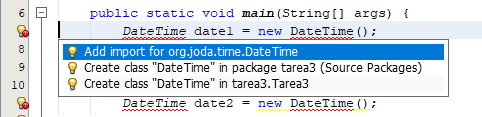 6 public static void main(String[] args) {
DateTime date1 = new DateTime();
8 Add import for org.joda.time.DateTime
9 Create class "DateTime" in package tarea3 (Source Packages)
10 Create class "DateTime" in tarea3.Tarea3
DateTime date2 = new DateTime();